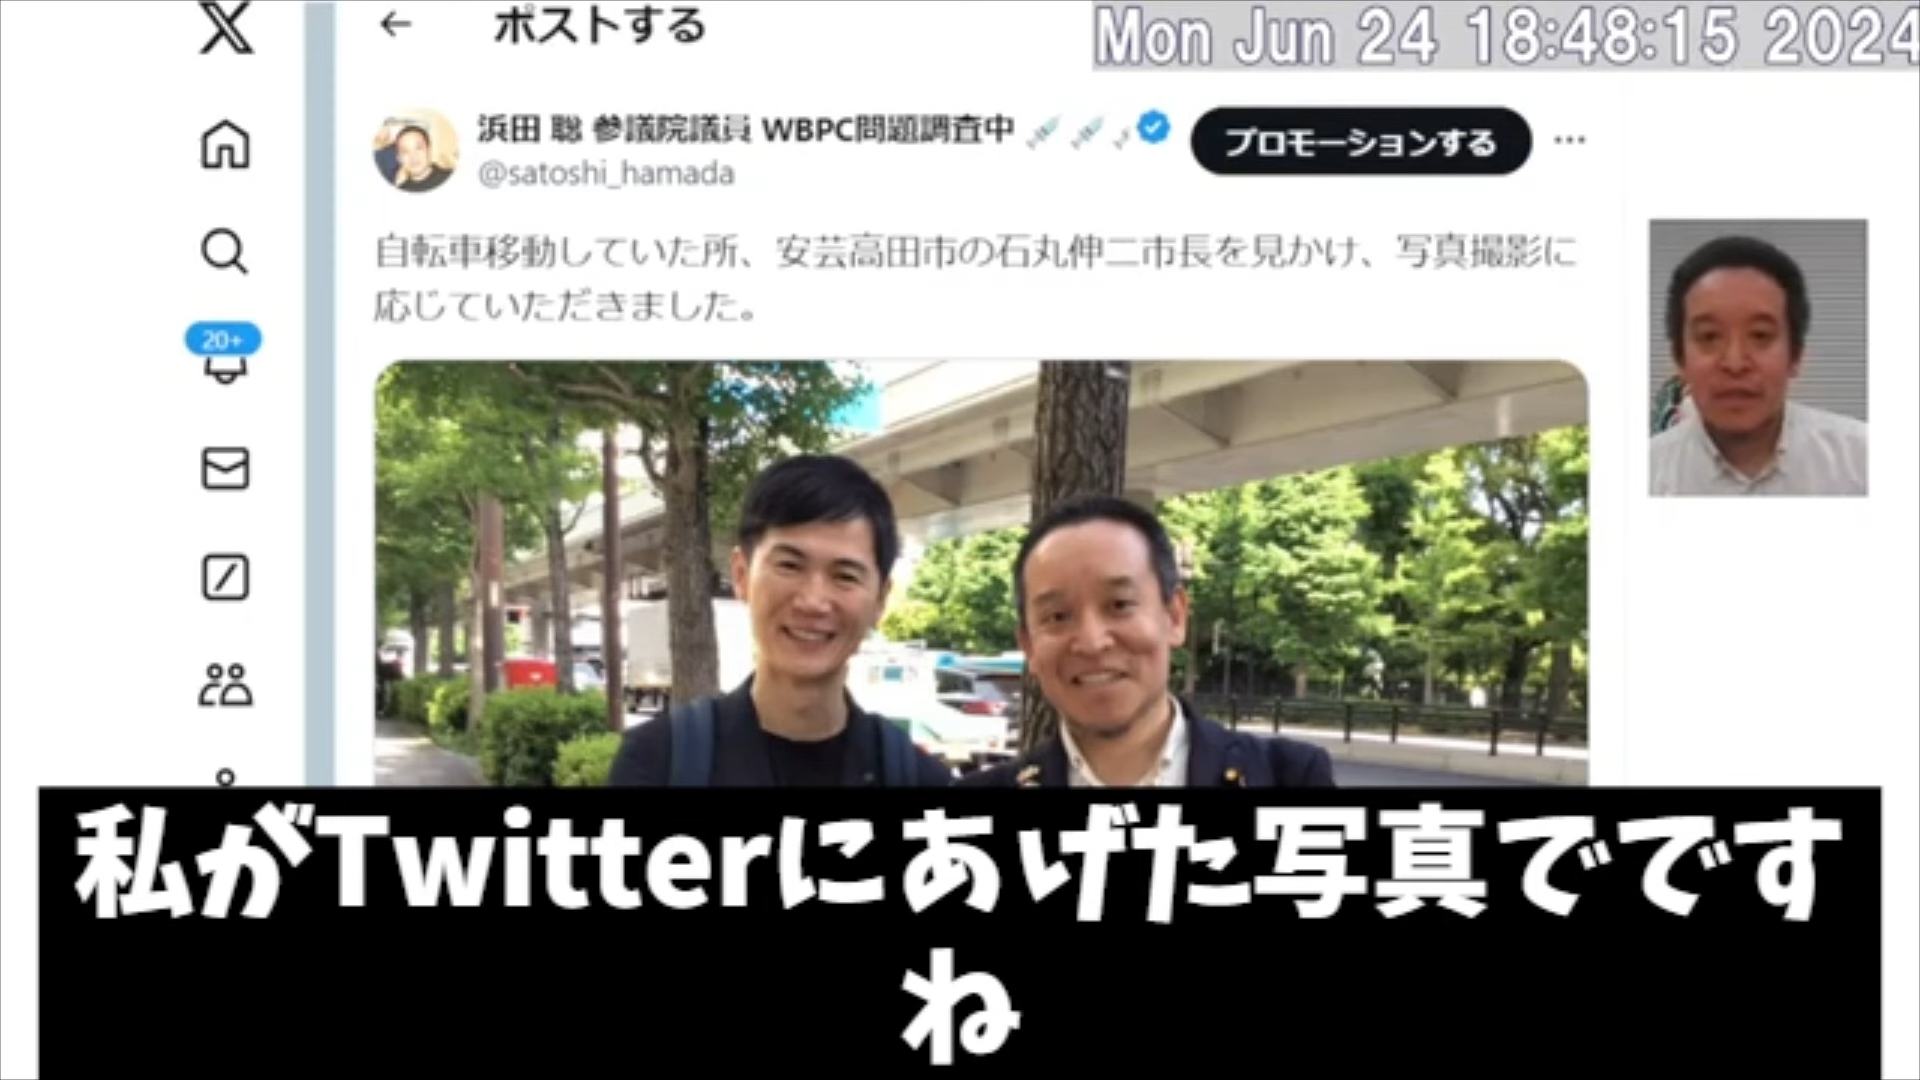 ポストする
Mon Jun 24 18:48:15 2024
浜田 聡 参議院議員 WBPC問題調査中
プロモーションする
@satoshi_hamada
自転車移動していた所、安芸高田市の石丸伸二市長を見かけ、写真撮影に
応じていただきました。
20+
私がTwitterにあげた写真でです
ね